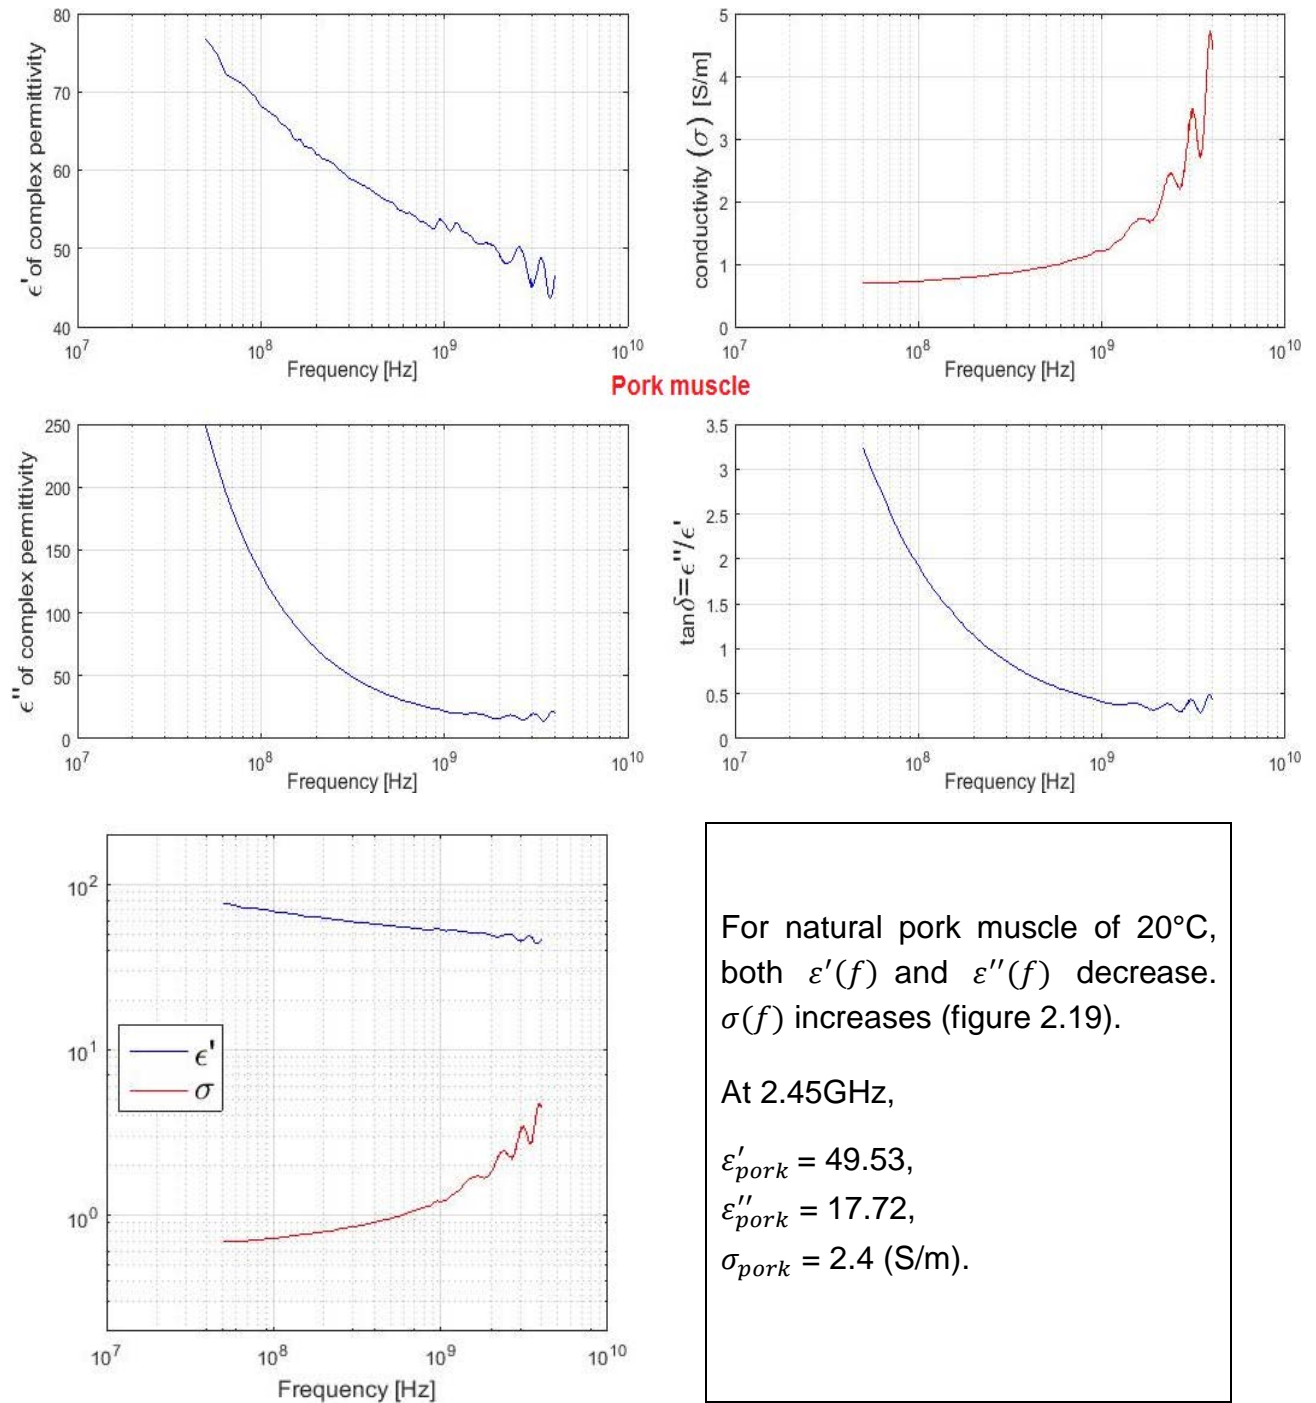 80
70
60
50
40
ϵ' of complex permittivity
10^7
10^8
10^9
10^10
Frequency [Hz]
5
4
3
2
1
0
conductivity (σ) [S/m]
10^7
10^8
10^9
10^10
Frequency [Hz]
Pork muscle
250
200
150
100
50
0
ϵ'' of complex permittivity
10^7
10^8
10^9
10^10
Frequency [Hz]
3.5
3
2.5
2
1.5
1
0.5
0
tanδ=ϵ''/ϵ'
10^7
10^8
10^9
10^10
Frequency [Hz]
10^2
10^1
10^0
ϵ'
σ
10^7
10^8
10^9
10^10
Frequency [Hz]
For natural pork muscle of 20°C,
both ε′(f) and ε′′(f) decrease.
σ(f) increases (figure 2.19).
At 2.45GHz,
ε′pork = 49.53,
ε′′pork = 17.72,
σpork = 2.4 (S/m).